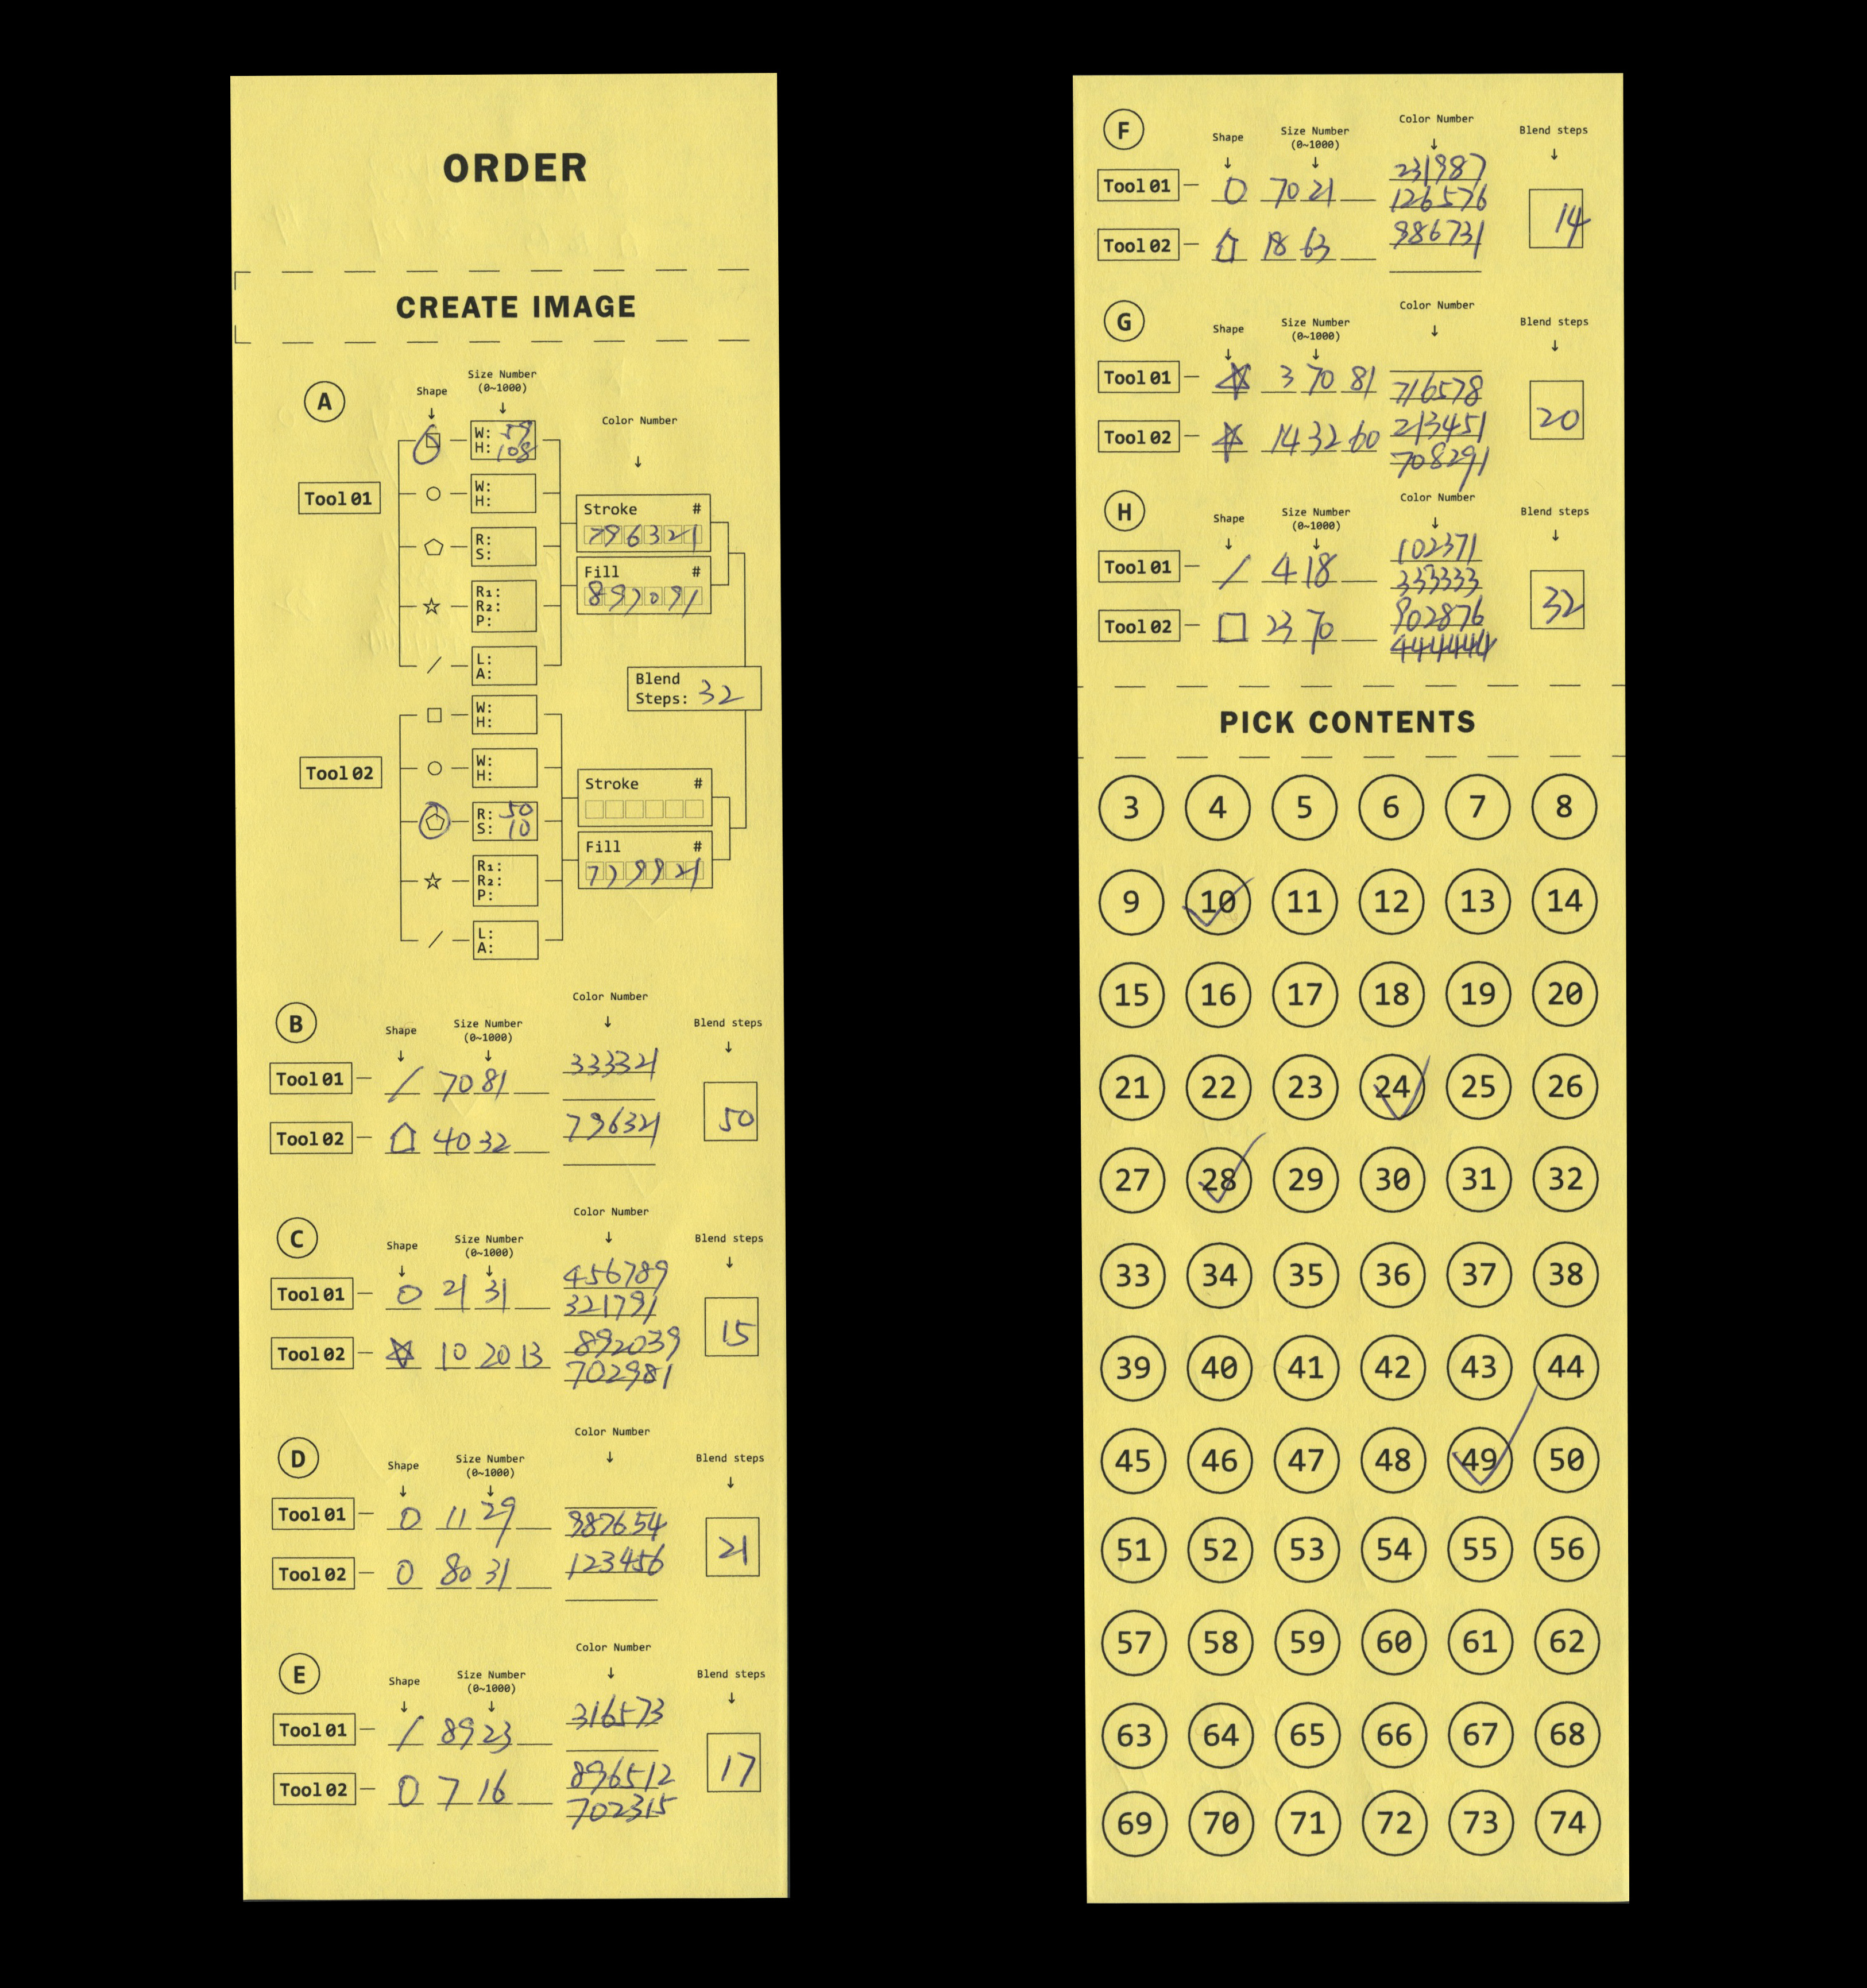 ORDER
CREATE IMAGE
A
Shape
Size Number
(0~1000)
Color Number
Tool 01
W: 59
H: 108
W:
H:
R:
S:
R1:
R2:
P:
L:
A:
Stroke #
796321
Fill #
897091
Blend
Steps: 32
Tool 02
W:
H:
W:
H:
R: 50
S: 10
R1:
R2:
P:
L:
A:
Stroke #
Fill #
779921
B
Shape
Size Number
(0~1000)
Color Number
Blend steps
Tool 01 / 70 81
333321
Tool 02 40 32
796321
50
C
Shape
Size Number
(0~1000)
Color Number
Blend steps
Tool 01 21 31
456789
321791
Tool 02 10 20 13
892039
702981
15
D
Shape
Size Number
(0~1000)
Color Number
Blend steps
Tool 01 11 29
987654
Tool 02 80 31
123456
21
E
Shape
Size Number
(0~1000)
Color Number
Blend steps
Tool 01 / 89 23
316573
Tool 02 7 16
896512
702315
17
F
Shape
Size Number
(0~1000)
Color Number
Blend steps
Tool 01 70 21
231987
126576
Tool 02 18 63
986731
14
G
Shape
Size Number
(0~1000)
Color Number
Blend steps
Tool 01 3 70 81
716578
Tool 02 14 32 60
213451
708291
20
H
Shape
Size Number
(0~1000)
Color Number
Blend steps
Tool 01 / 4 18
102371
333333
Tool 02 23 70
902876
444444
32
PICK CONTENTS
3 4 5 6 7 8
9 10 11 12 13 14
15 16 17 18 19 20
21 22 23 24 25 26
27 28 29 30 31 32
33 34 35 36 37 38
39 40 41 42 43 44
45 46 47 48 49 50
51 52 53 54 55 56
57 58 59 60 61 62
63 64 65 66 67 68
69 70 71 72 73 74